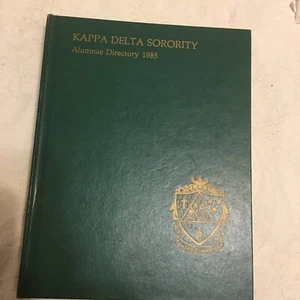 KAPPA DELTA SORORITY
Alumnae Directory 1985